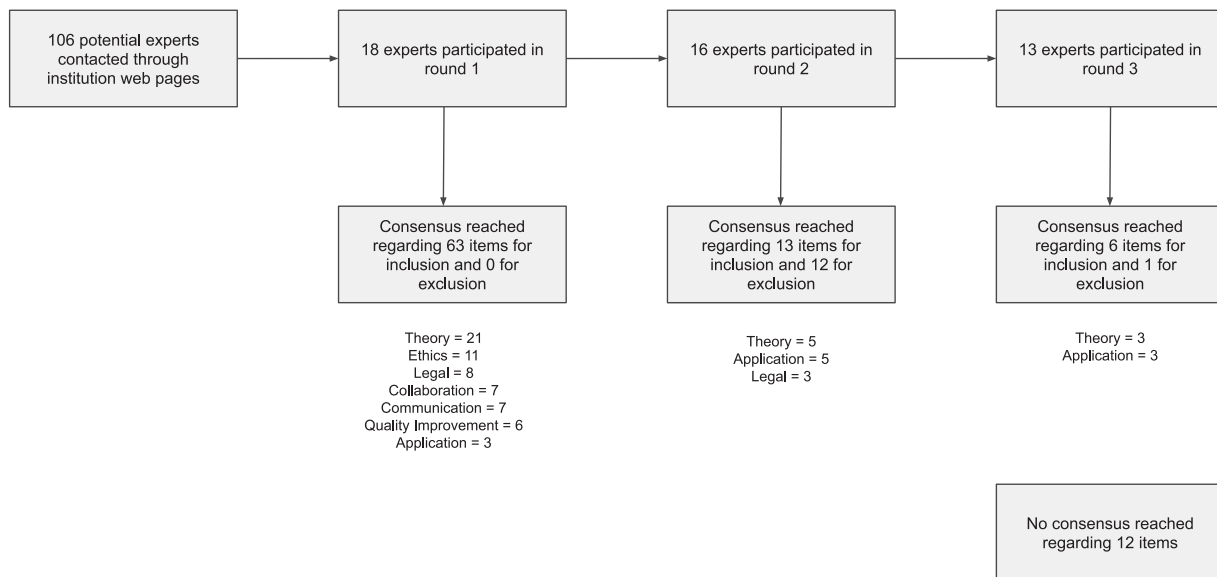 106 potential experts
contacted through
institution web pages
18 experts participated in
round 1
16 experts participated in
round 2
13 experts participated in
round 3
Consensus reached
regarding 63 items for
inclusion and 0 for
exclusion
Consensus reached
regarding 13 items for
inclusion and 12 for
exclusion
Consensus reached
regarding 6 items for
inclusion and 1 for
exclusion
Theory = 21
Ethics = 11
Legal = 8
Collaboration = 7
Communication = 7
Quality Improvement = 6
Application = 3
Theory = 5
Application = 5
Legal = 3
Theory = 3
Application = 3
No consensus reached
regarding 12 items